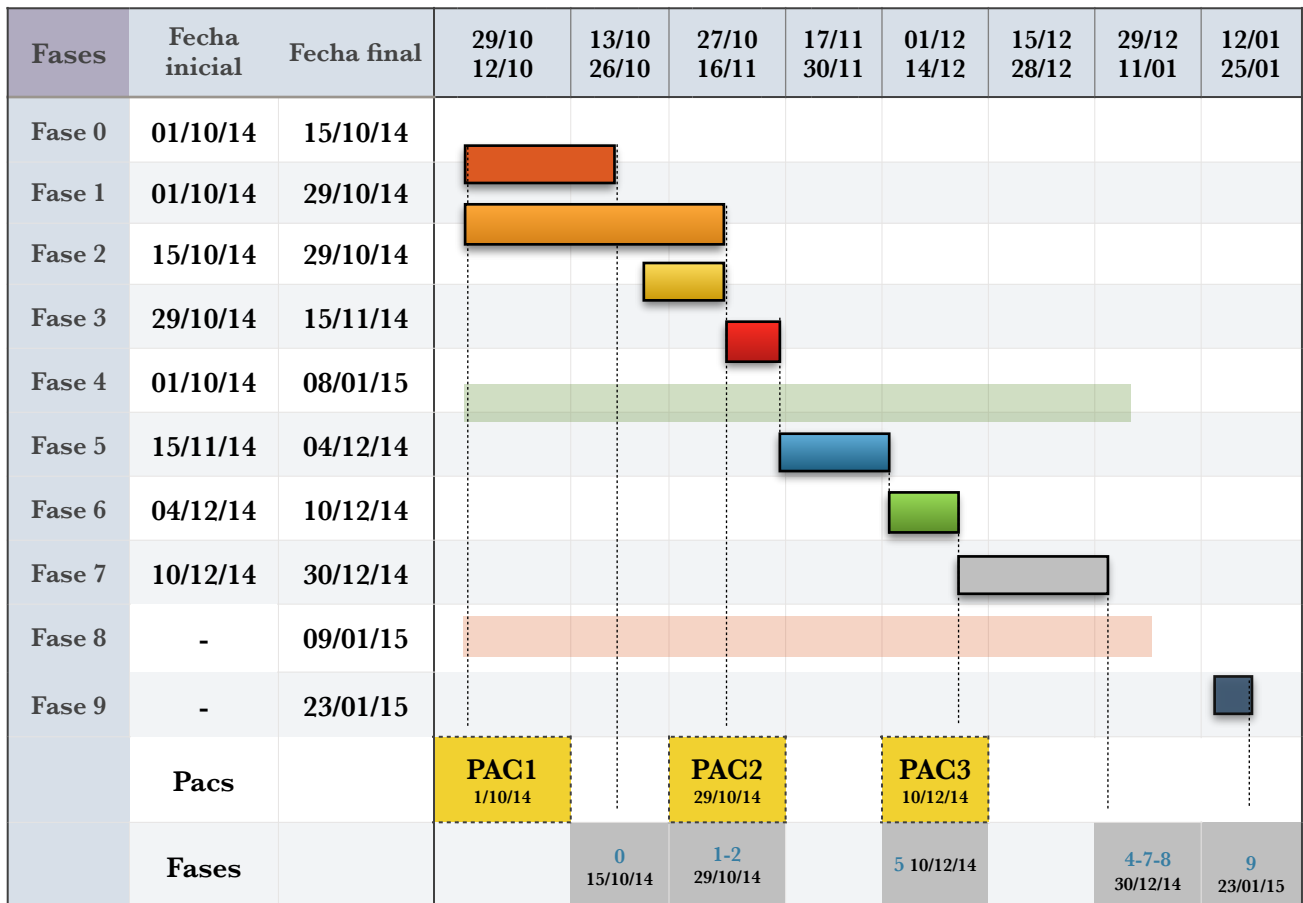 Fases
Fecha
inicial
Fecha final
29/10
12/10
13/10
26/10
27/10
16/11
17/11
30/11
01/12
14/12
15/12
28/12
29/12
11/01
12/01
25/01
Fase 0 01/10/14 15/10/14
Fase 1 01/10/14 29/10/14
Fase 2 15/10/14 29/10/14
Fase 3 29/10/14 15/11/14
Fase 4 01/10/14 08/01/15
Fase 5 15/11/14 04/12/14
Fase 6 04/12/14 10/12/14
Fase 7 10/12/14 30/12/14
Fase 8 - 09/01/15
Fase 9 - 23/01/15
Pacs
PAC1
1/10/14
PAC2
29/10/14
PAC3
10/12/14
Fases
0
15/10/14
1-2
29/10/14
5 10/12/14
4-7-8
30/12/14
9
23/01/15